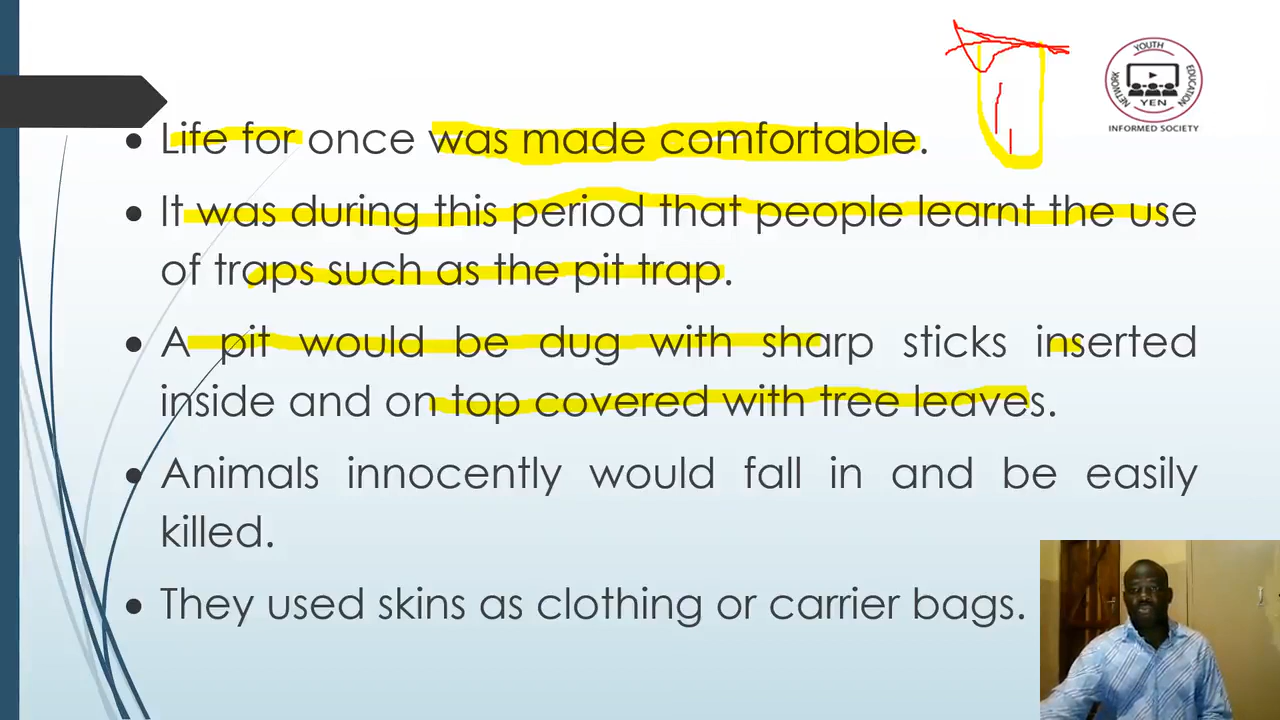 YOUTH
EDUCATION
NETWORK
YEN
INFORMED SOCIETY
• Life for once was made comfortable.
• It was during this period that people learnt the use
of traps such as the pit trap.
• A pit would be dug with sharp sticks inserted
inside and on top covered with tree leaves.
• Animals innocently would fall in and be easily
killed.
• They used skins as clothing or carrier bags.